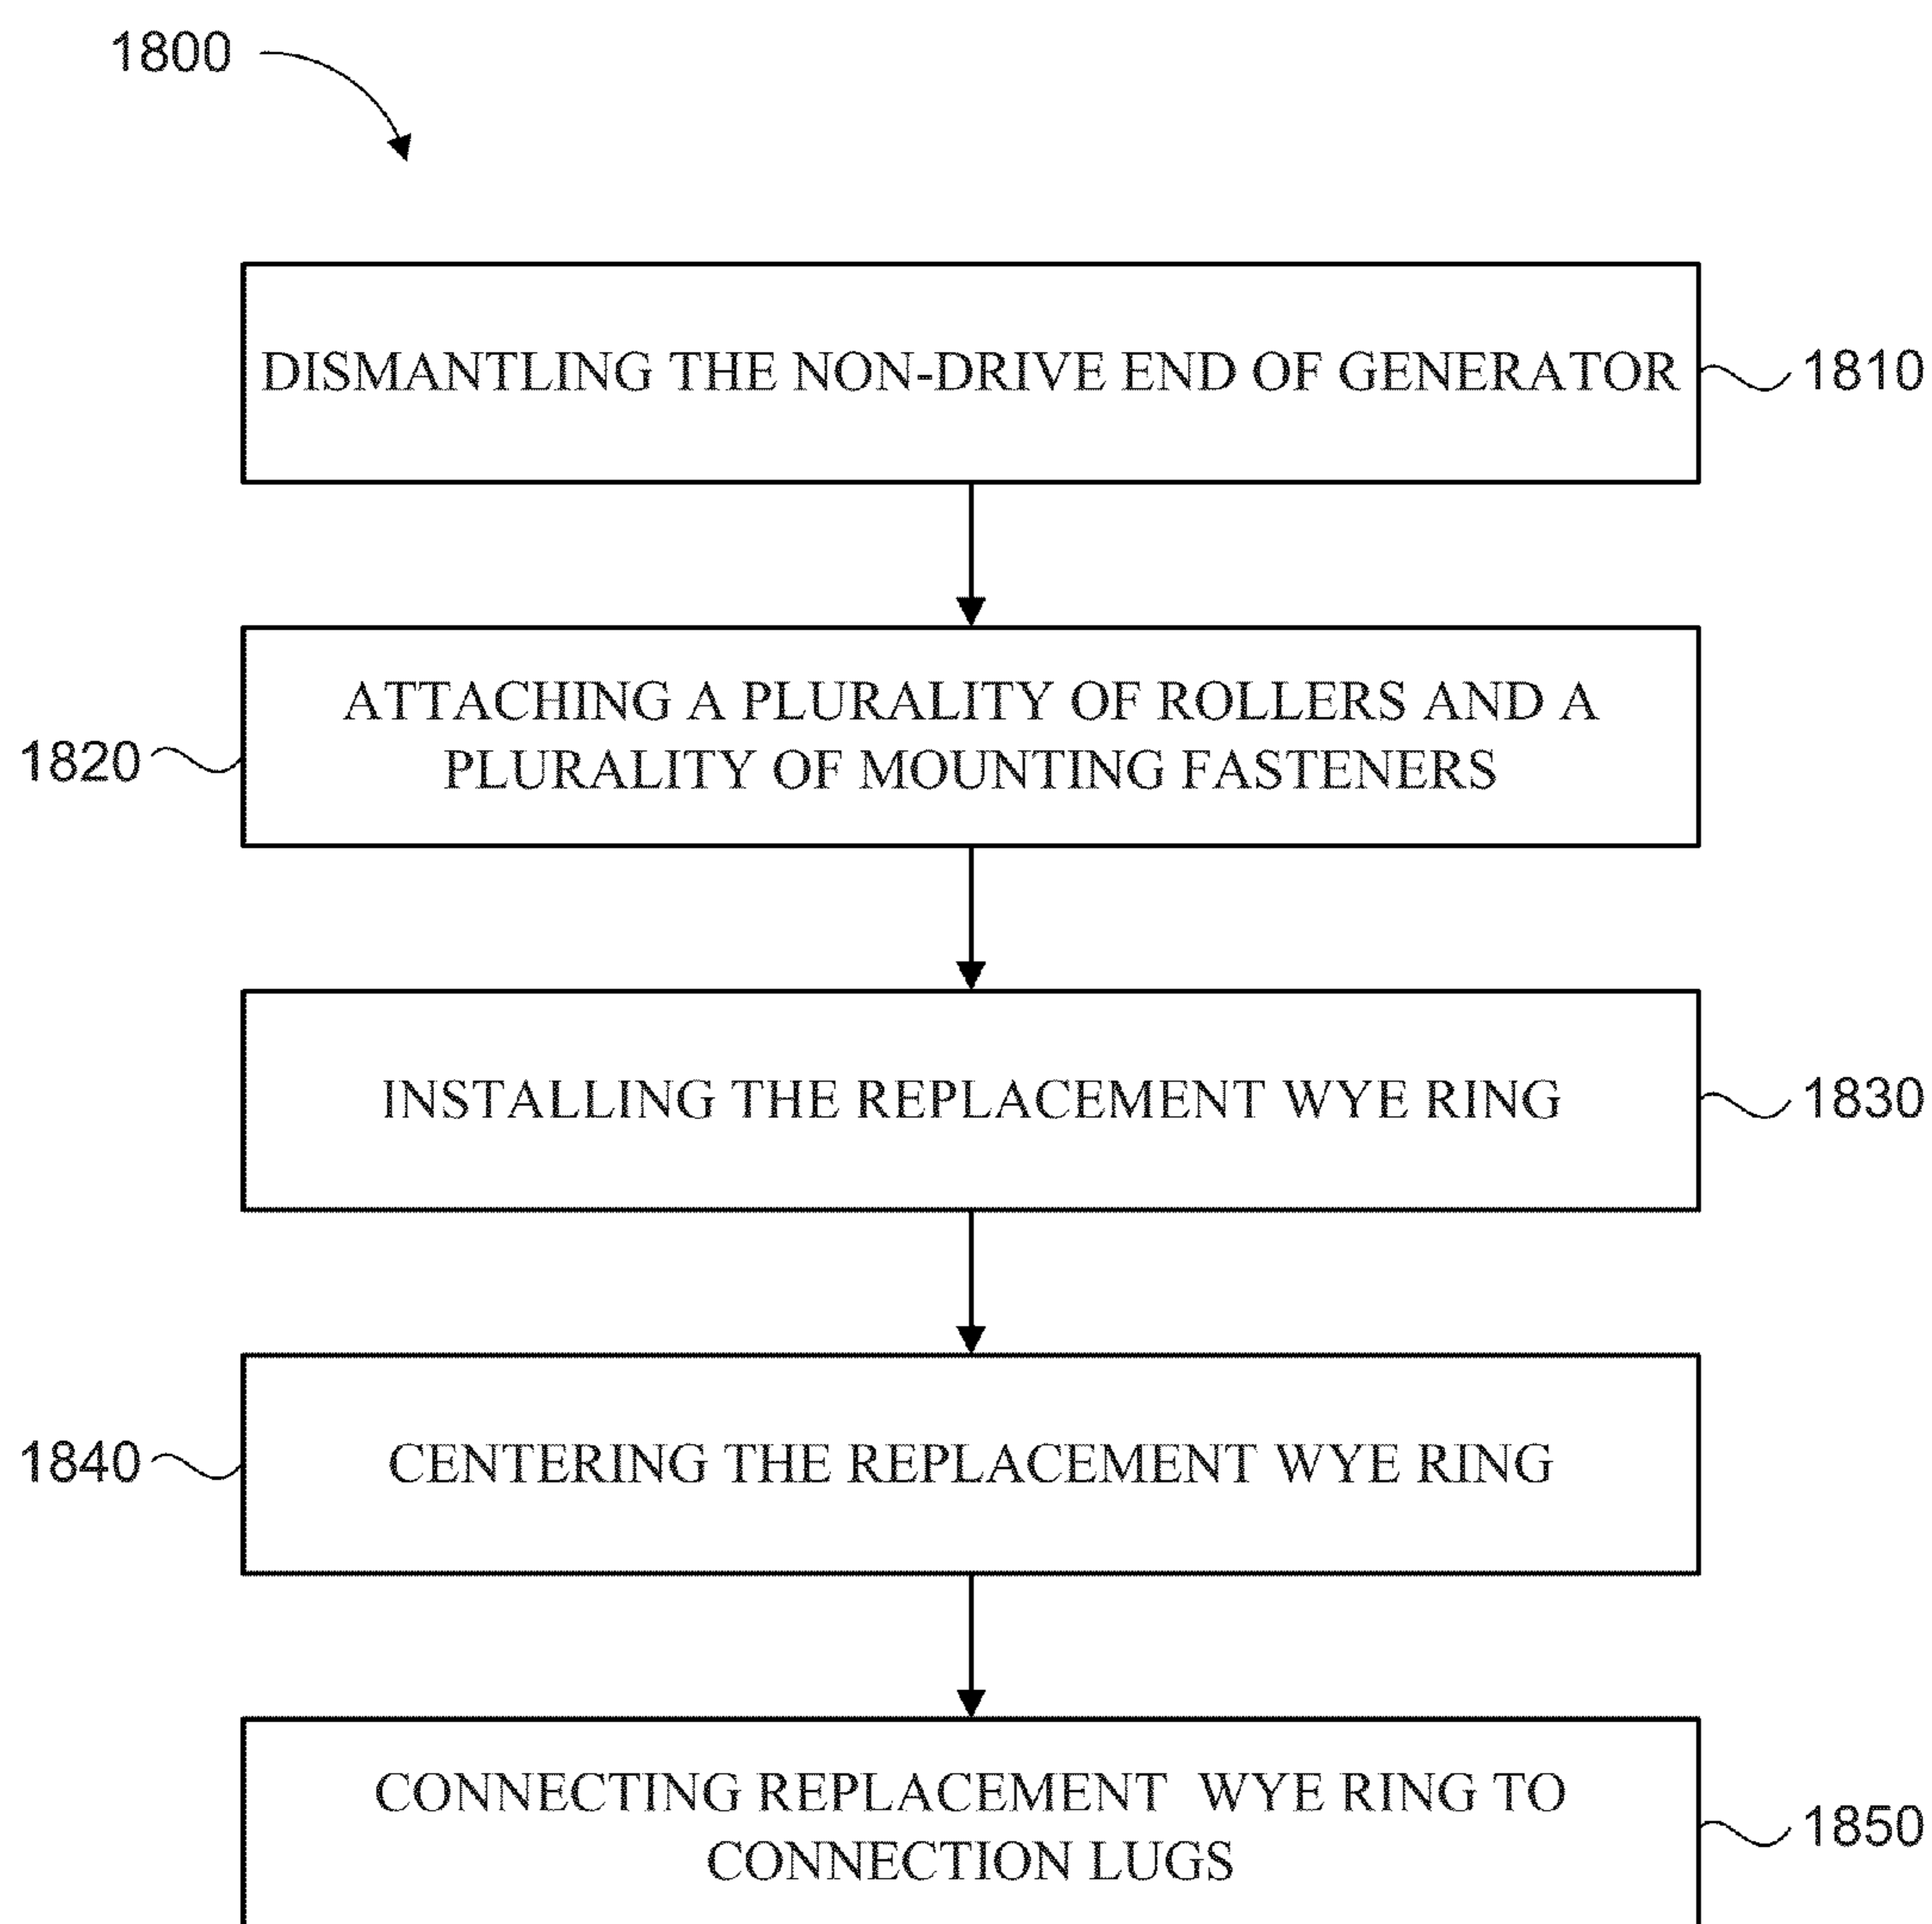 1800
DISMANTLING THE NON-DRIVE END OF GENERATOR
1810
ATTACHING A PLURALITY OF ROLLERS AND A
PLURALITY OF MOUNTING FASTENERS
1820
INSTALLING THE REPLACEMENT WYE RING
1830
1840
CENTERING THE REPLACEMENT WYE RING
CONNECTING REPLACEMENT WYE RING TO
CONNECTION LUGS
1850